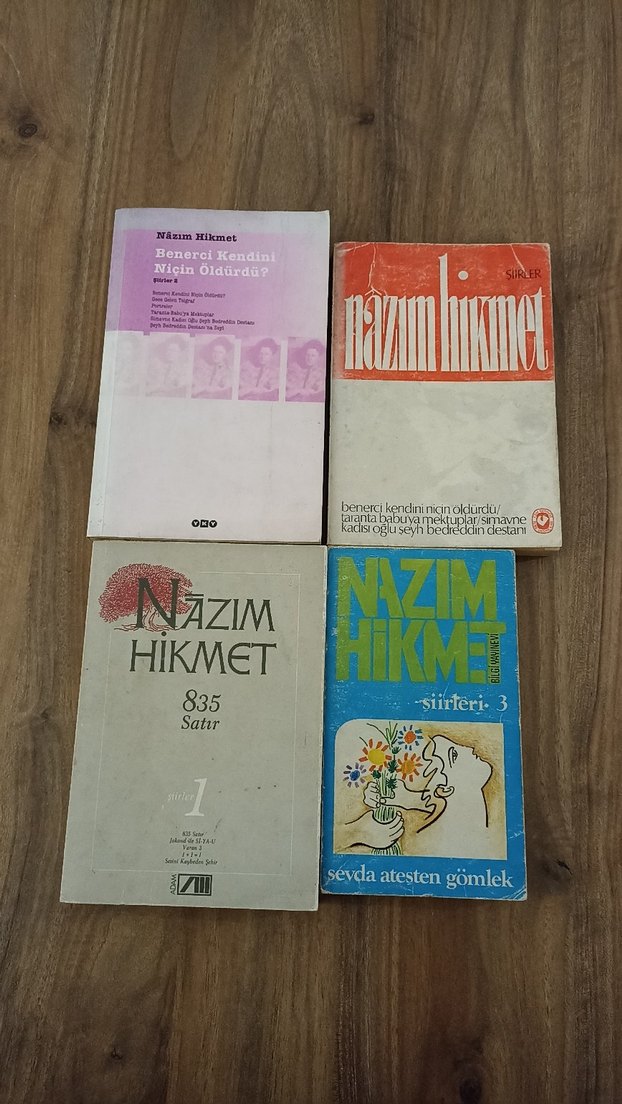 Nâzım Hikmet
Benerci Kendini
Niçin Öldürdü?
Şiirler 2
Benerci Kendini Niçin Öldürdü?
Gece Gelen Telgraf
Portreler
Taranta-Babu'ya Mektuplar
Simavne Kadısı Oğlu Şeyh Bedreddin Destanı
Şeyh Bedreddin Destanı'na Zeyl
YKY
ŞİİRLER
nâzım hikmet
benerci kendini niçin öldürdü/
taranta babuya mektuplar/simavne
kadısı oğlu şeyh bedreddin destanı
NÂZIM
HİKMET
835
Satır
şiirler 1
835 Satır
Jokond ile Sİ-YA-U
Varan 3
1+1=1
Sesini Kaybeden Şehir
ADAM
NAZIM
HİKMET
BİLGİ YAYINEVİ
şiirleri· 3
sevda ateşten gömlek